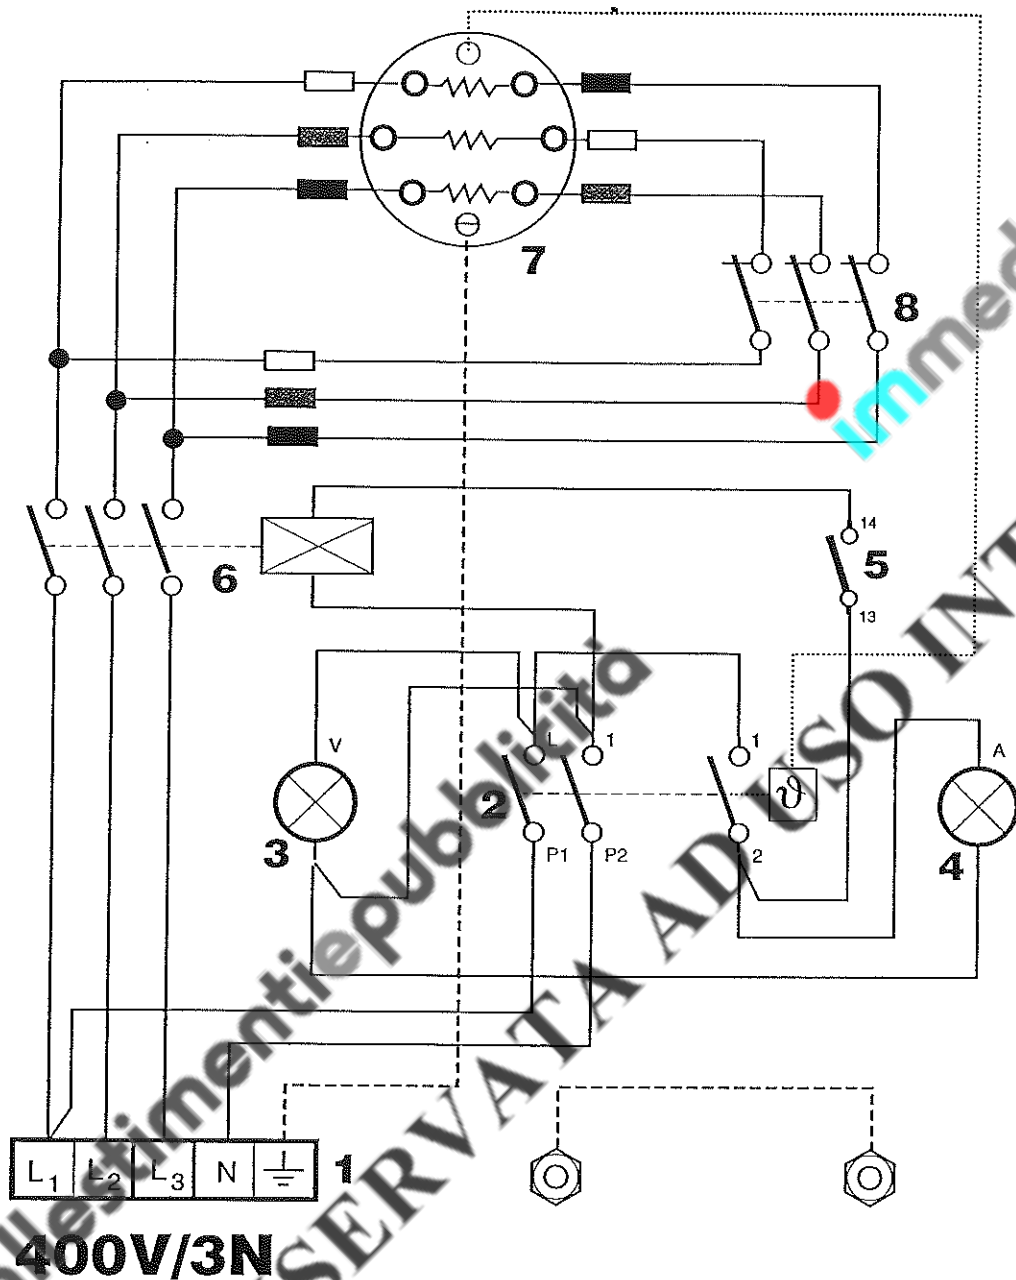 7
8
immed
14
5
13
6
V
L
1
1
A
2
ϑ
3
P1
P2
2
4
L1
L2
L3
N
1
400V/3N
allestimentiepubblicità
SERVATA AD USO INT